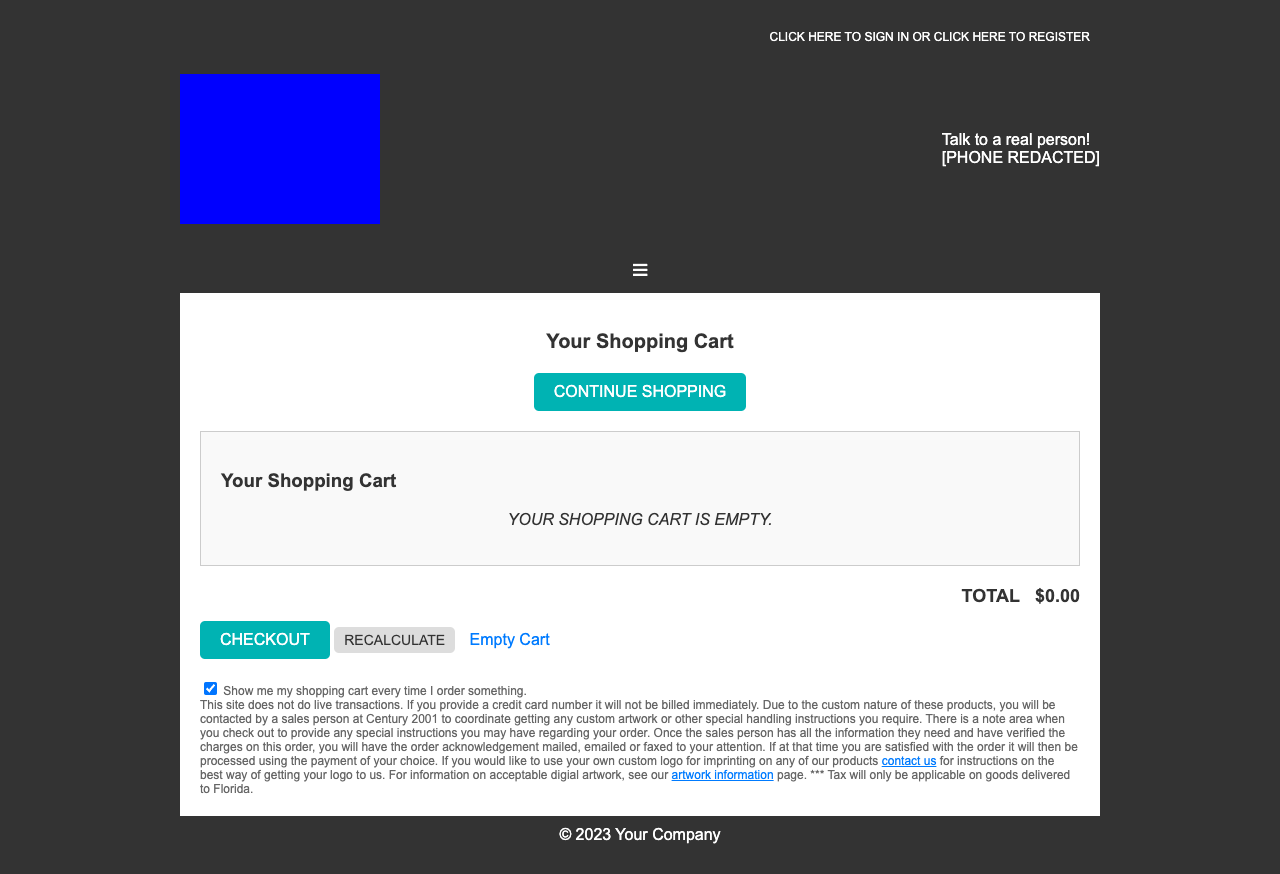 CLICK HERE TO SIGN IN OR CLICK HERE TO REGISTER
Talk to a real person!
[PHONE REDACTED]
Your Shopping Cart
CONTINUE SHOPPING
Your Shopping Cart
YOUR SHOPPING CART IS EMPTY.
TOTAL $0.00
CHECKOUT RECALCULATE Empty Cart
Show me my shopping cart every time I order something.
This site does not do live transactions. If you provide a credit card number it will not be billed immediately. Due to the custom nature of these products, you will be
contacted by a sales person at Century 2001 to coordinate getting any custom artwork or other special handling instructions you require. There is a note area when
you check out to provide any special instructions you may have regarding your order. Once the sales person has all the information they need and have verified the
charges on this order, you will have the order acknowledgement mailed, emailed or faxed to your attention. If at that time you are satisfied with the order it will then be
processed using the payment of your choice. If you would like to use your own custom logo for imprinting on any of our products contact us for instructions on the
best way of getting your logo to us. For information on acceptable digial artwork, see our artwork information page. *** Tax will only be applicable on goods delivered
to Florida.
© 2023 Your Company